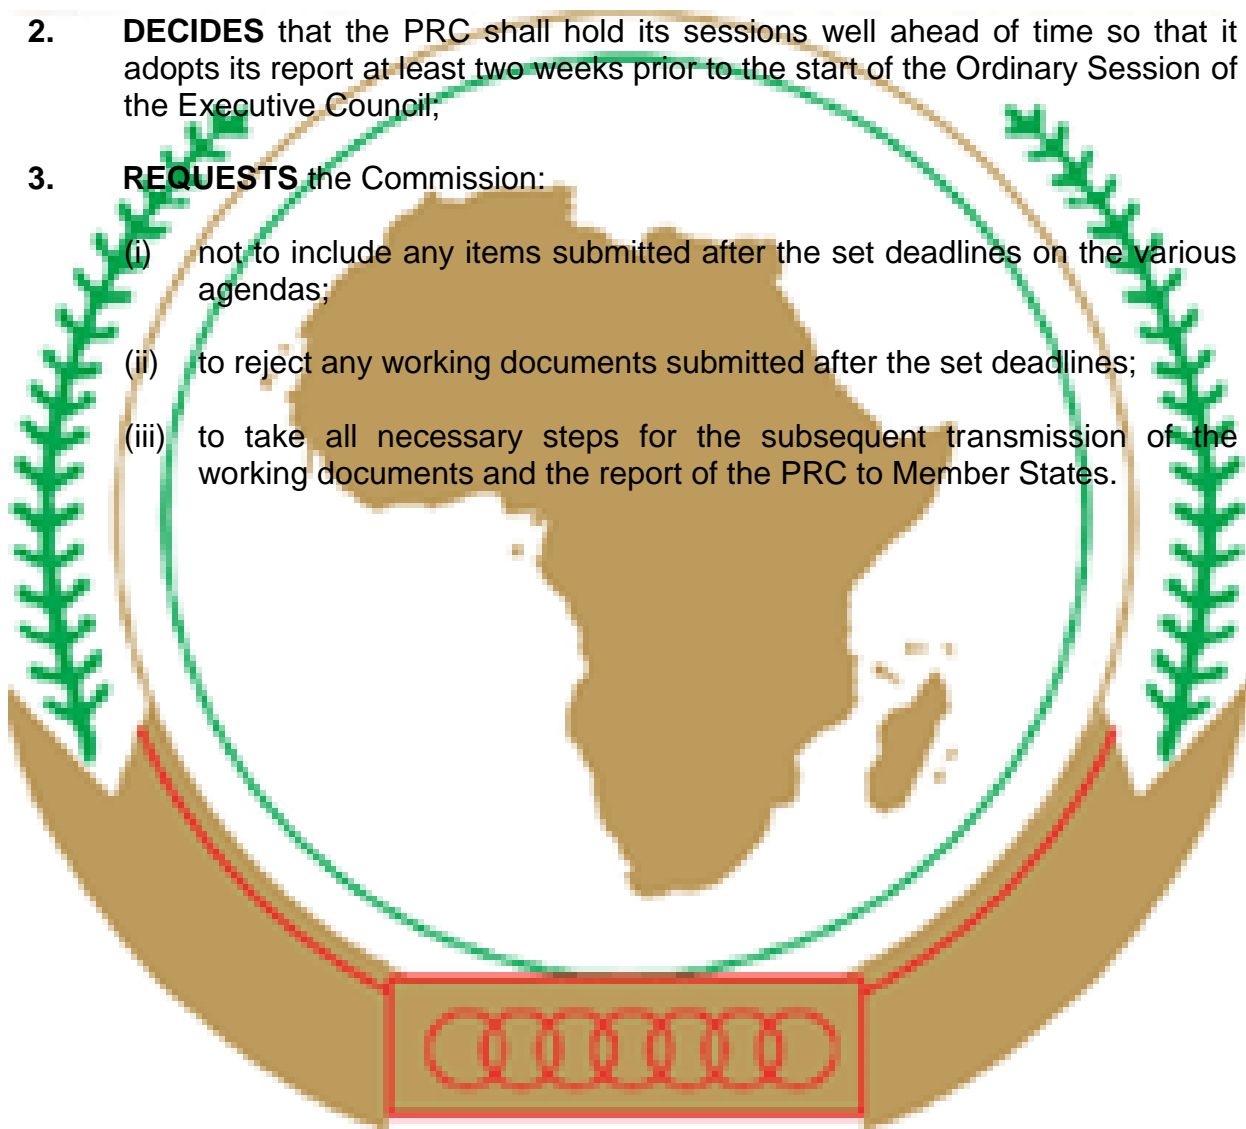 2. DECIDES that the PRC shall hold its sessions well ahead of time so that it
adopts its report at least two weeks prior to the start of the Ordinary Session of
the Executive Council;
3. REQUESTS the Commission:
(i) not to include any items submitted after the set deadlines on the various
agendas;
(ii) to reject any working documents submitted after the set deadlines;
(iii) to take all necessary steps for the subsequent transmission of the
working documents and the report of the PRC to Member States.